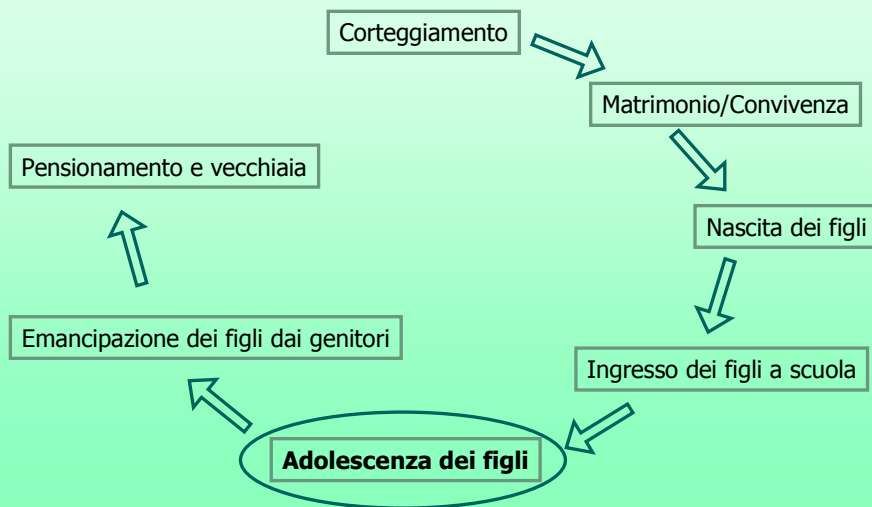 Corteggiamento
Matrimonio/Convivenza
Nascita dei figli
Ingresso dei figli a scuola
Adolescenza dei figli
Emancipazione dei figli dai genitori
Pensionamento e vecchiaia